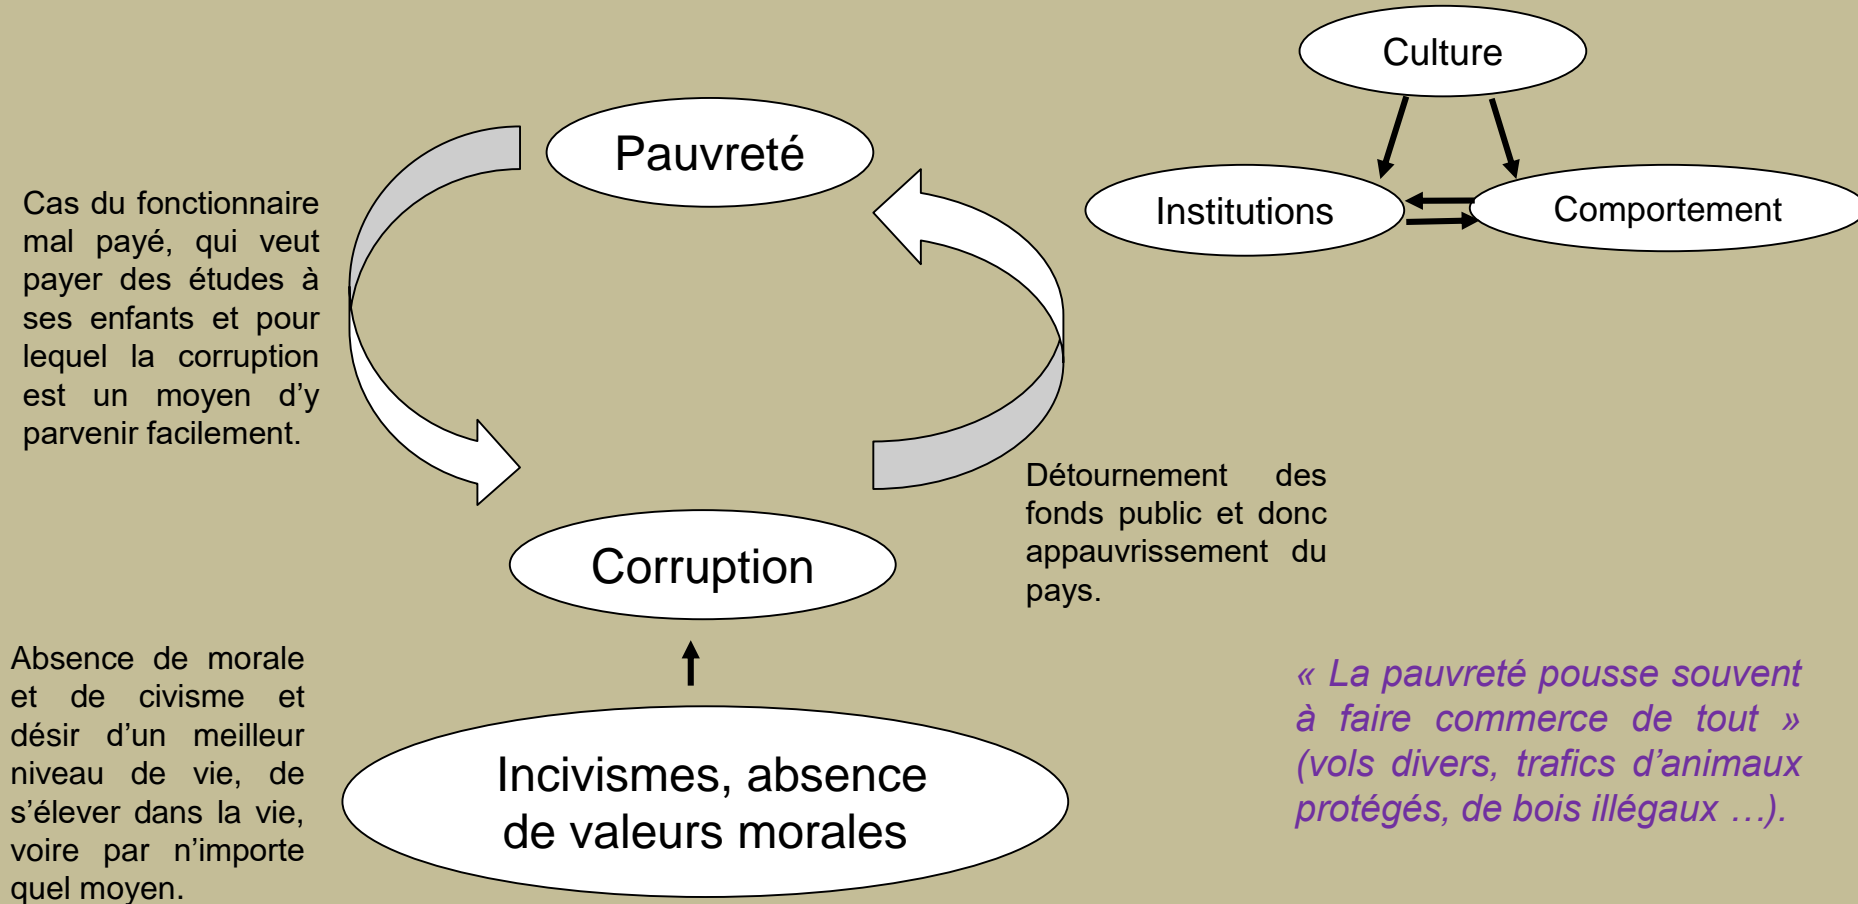 Culture
Pauvreté
Institutions
Comportement
Cas du fonctionnaire
mal payé, qui veut
payer des études à
ses enfants et pour
lequel la corruption
est un moyen d’y
parvenir facilement.
Détournement des
fonds public et donc
appauvrissement du
pays.
Corruption
Absence de morale
et de civisme et
désir d’un meilleur
niveau de vie, de
s’élever dans la vie,
voire par n’importe
quel moyen.
Incivismes, absence
de valeurs morales
« La pauvreté pousse souvent
à faire commerce de tout »
(vols divers, trafics d’animaux
protégés, de bois illégaux …).